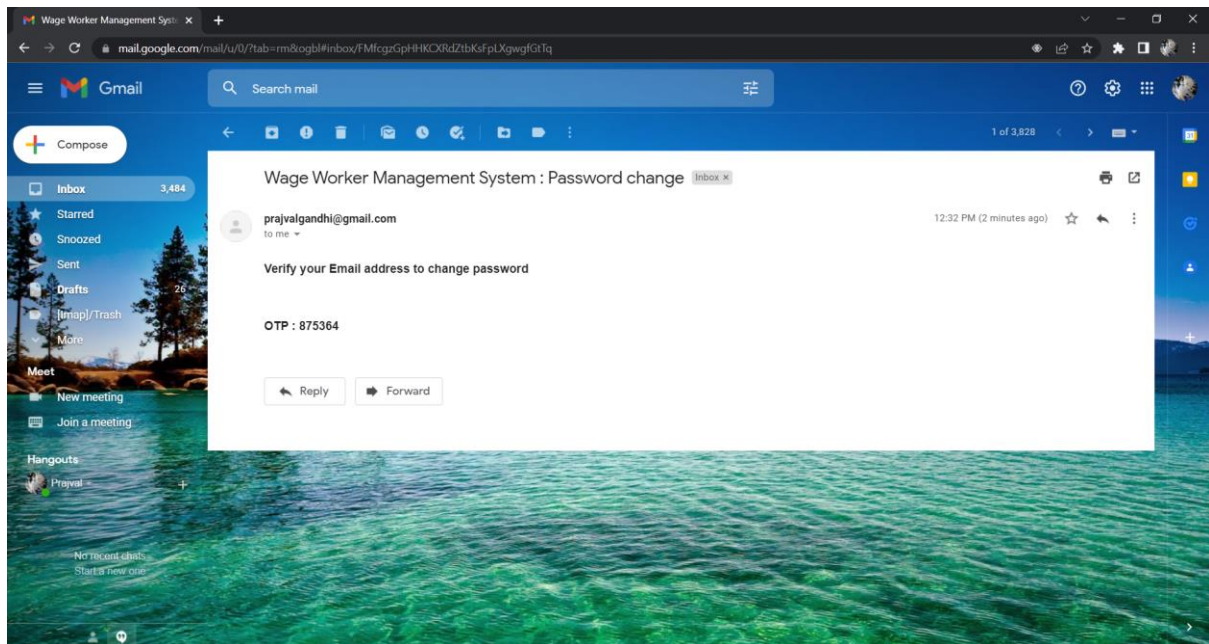 Wage Worker Management Syste
mail.google.com/mail/u/0/?tab=rm&ogbl#inbox/FMfcgzGpHHKCXRdZtbKsFpLXgwgfGtTq
Gmail
Search mail
Compose
1 of 3,828
Inbox 3,484
Starred
Snoozed
Sent
Drafts 26
[Imap]/Trash
More
Meet
New meeting
Join a meeting
Hangouts
Prajval
No recent chats
Start a new one
Wage Worker Management System : Password change Inbox ×
prajvalgandhi@gmail.com 12:32 PM (2 minutes ago)
to me
Verify your Email address to change password
OTP : 875364
Reply Forward
31